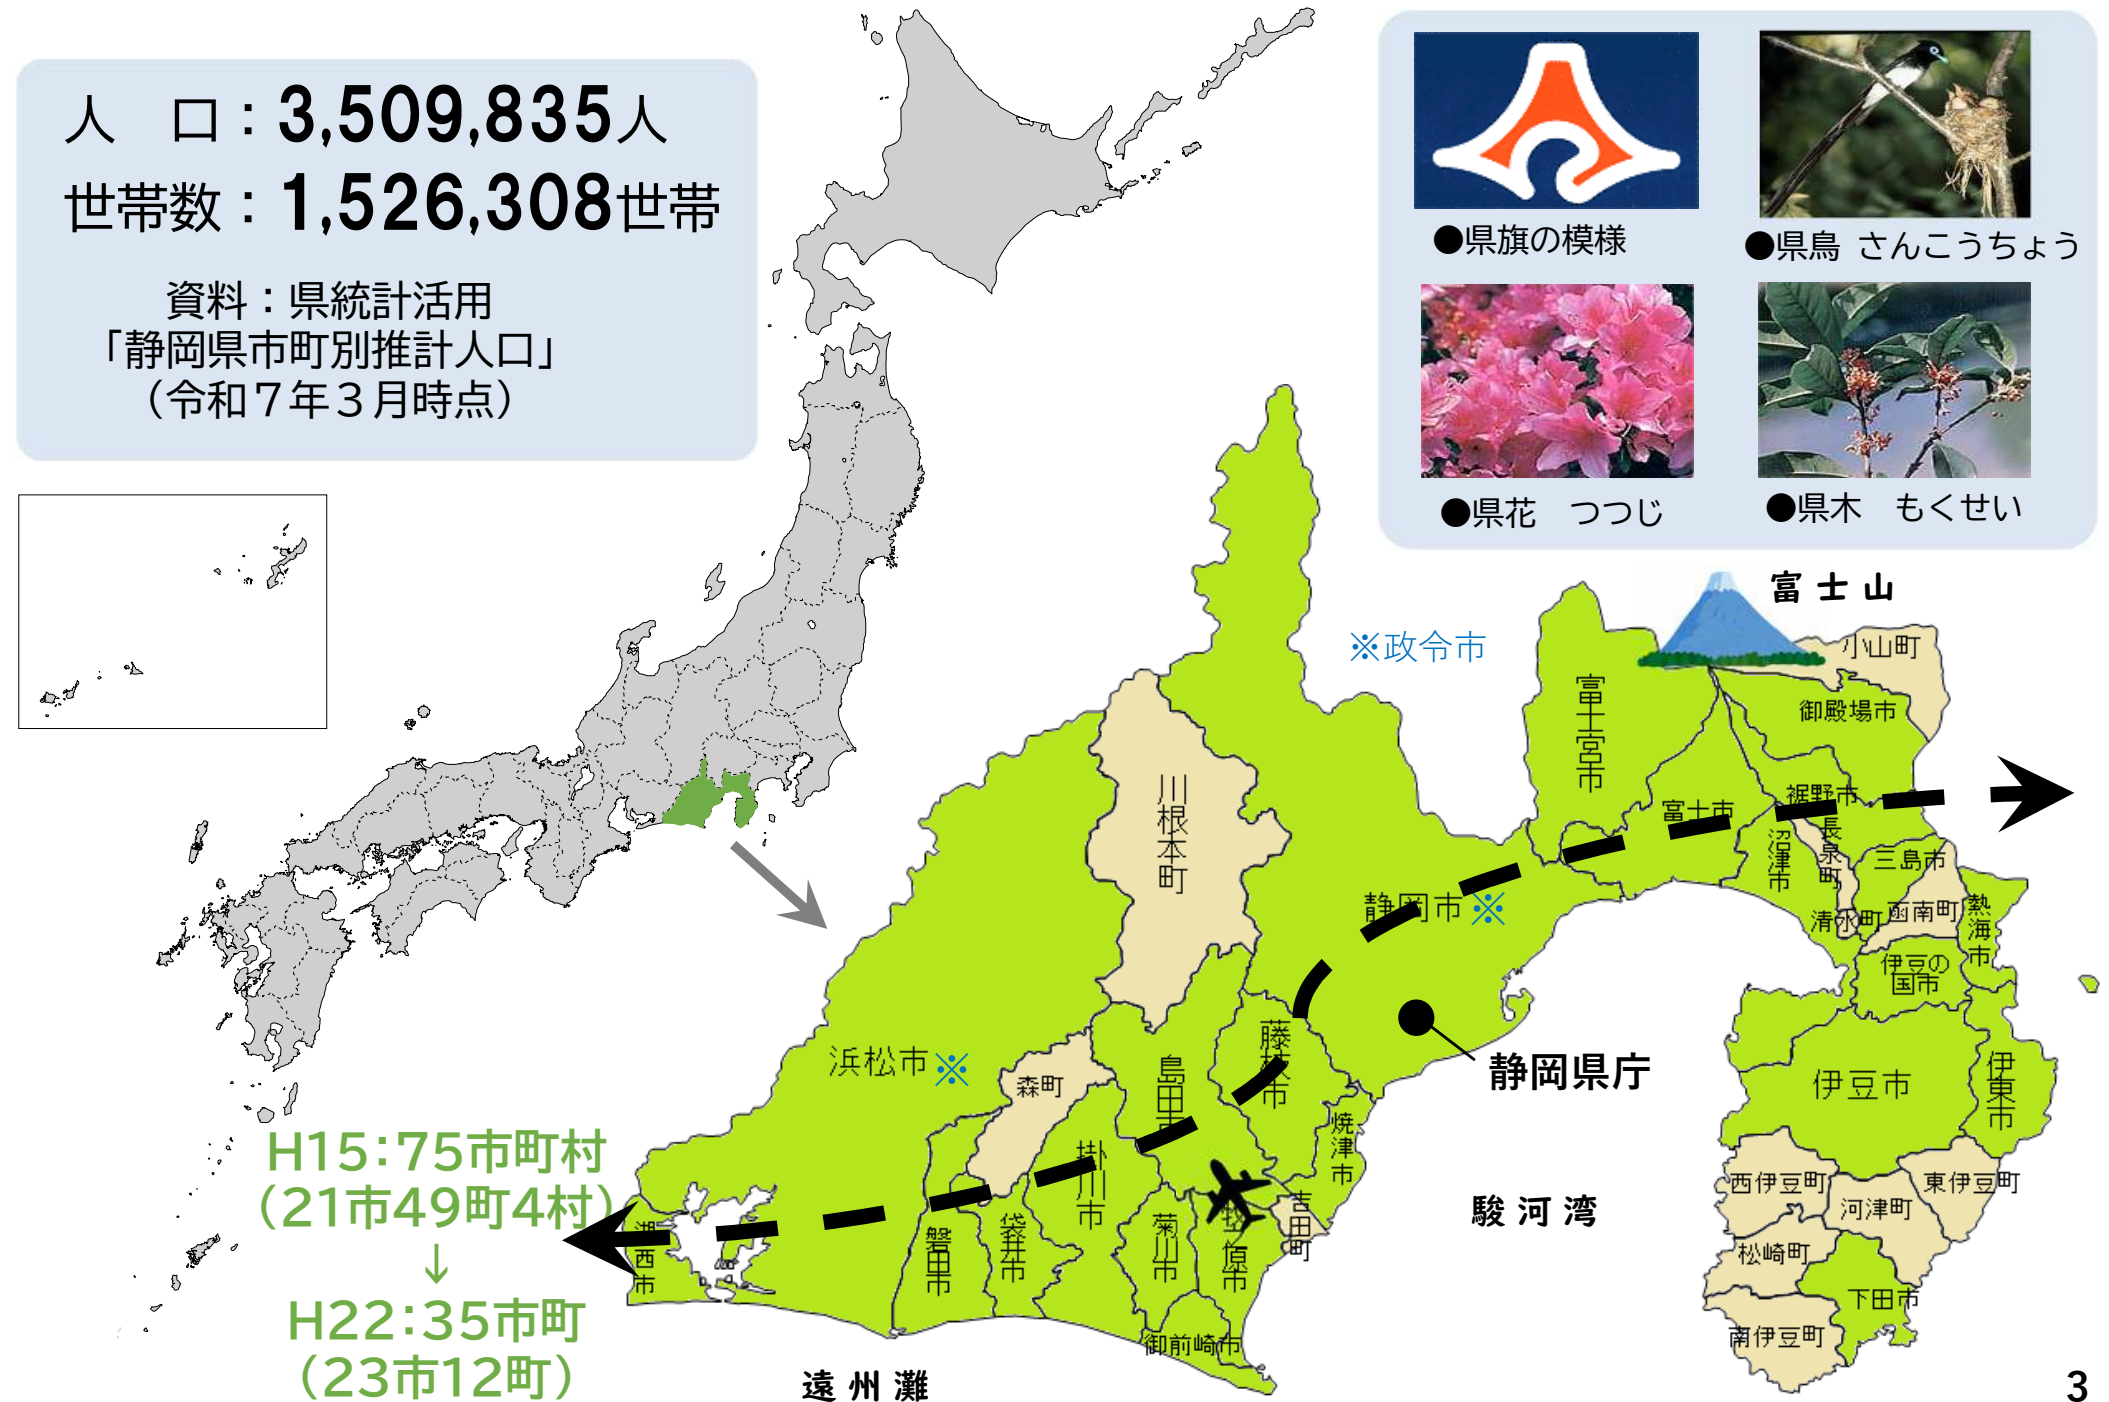 人　口：3,509,835人
世帯数：1,526,308世帯
資料：県統計活用
「静岡県市町別推計人口」
（令和７年３月時点）
●県旗の模様
●県鳥 さんこうちょう
●県花　つつじ
●県木　もくせい
富士山
※政令市
小山町
御殿場市
富士宮市
裾野市
富士市
長泉町
沼津市
三島市
川根本町
静岡市※
清水町
函南町
熱海市
伊豆の
国市
藤枝市
静岡県庁
浜松市※
森町
島田市
伊豆市
伊東市
焼津市
掛川市
西伊豆町
東伊豆町
河津町
駿河湾
吉田町
湖西市
磐田市
袋井市
菊川市
牧之原市
松崎町
下田市
南伊豆町
御前崎市
遠州灘
H15：75市町村
（21市49町4村）
↓
H22：35市町
（23市12町）
3